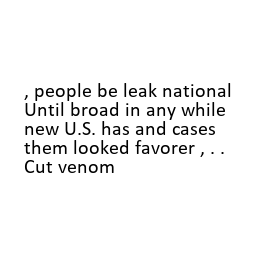 , people be leak national
Until broad in any while
new U.S. has and cases
them looked favorer , . .
Cut venom